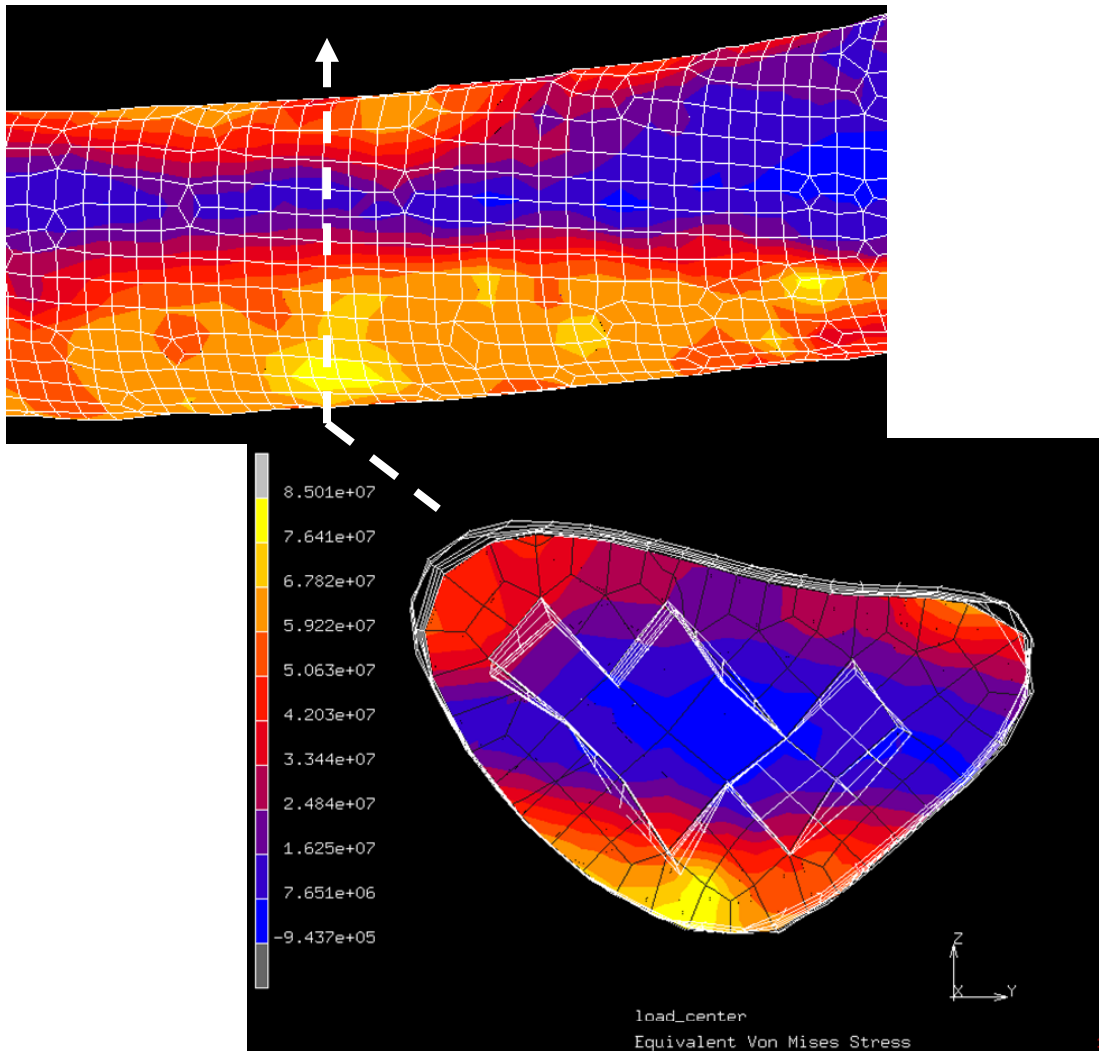 8.501e+07
7.641e+07
6.782e+07
5.922e+07
5.063e+07
4.203e+07
3.344e+07
2.484e+07
1.625e+07
7.651e+06
-9.437e+05
Z
X Y
load_center
Equivalent Von Mises Stress